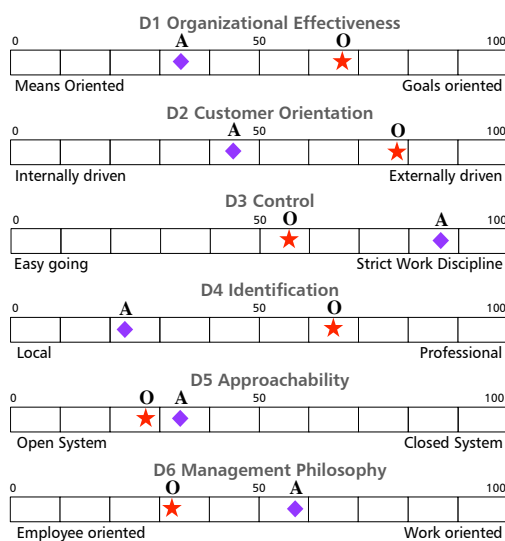 D1 Organizational Effectiveness
0 A 50 O 100
Means Oriented Goals oriented
D2 Customer Orientation
0 A 50 O 100
Internally driven Externally driven
D3 Control
0 50 O A 100
Easy going Strict Work Discipline
D4 Identification
0 A 50 O 100
Local Professional
D5 Approachability
0 O A 50 100
Open System Closed System
D6 Management Philosophy
0 O 50 A 100
Employee oriented Work oriented